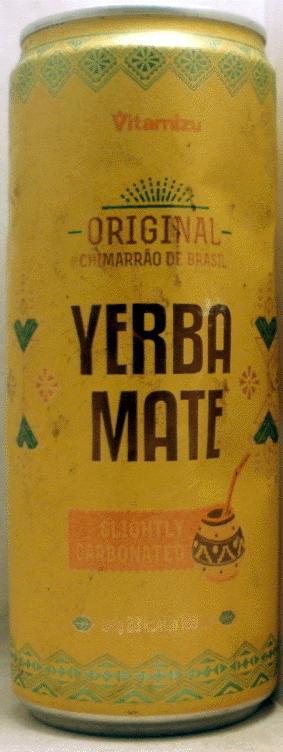 Vitamizu
ORIGINAL
CHIMARRÃO DE BRASIL
YERBA
MATE
SLIGHTLY
CARBONATED